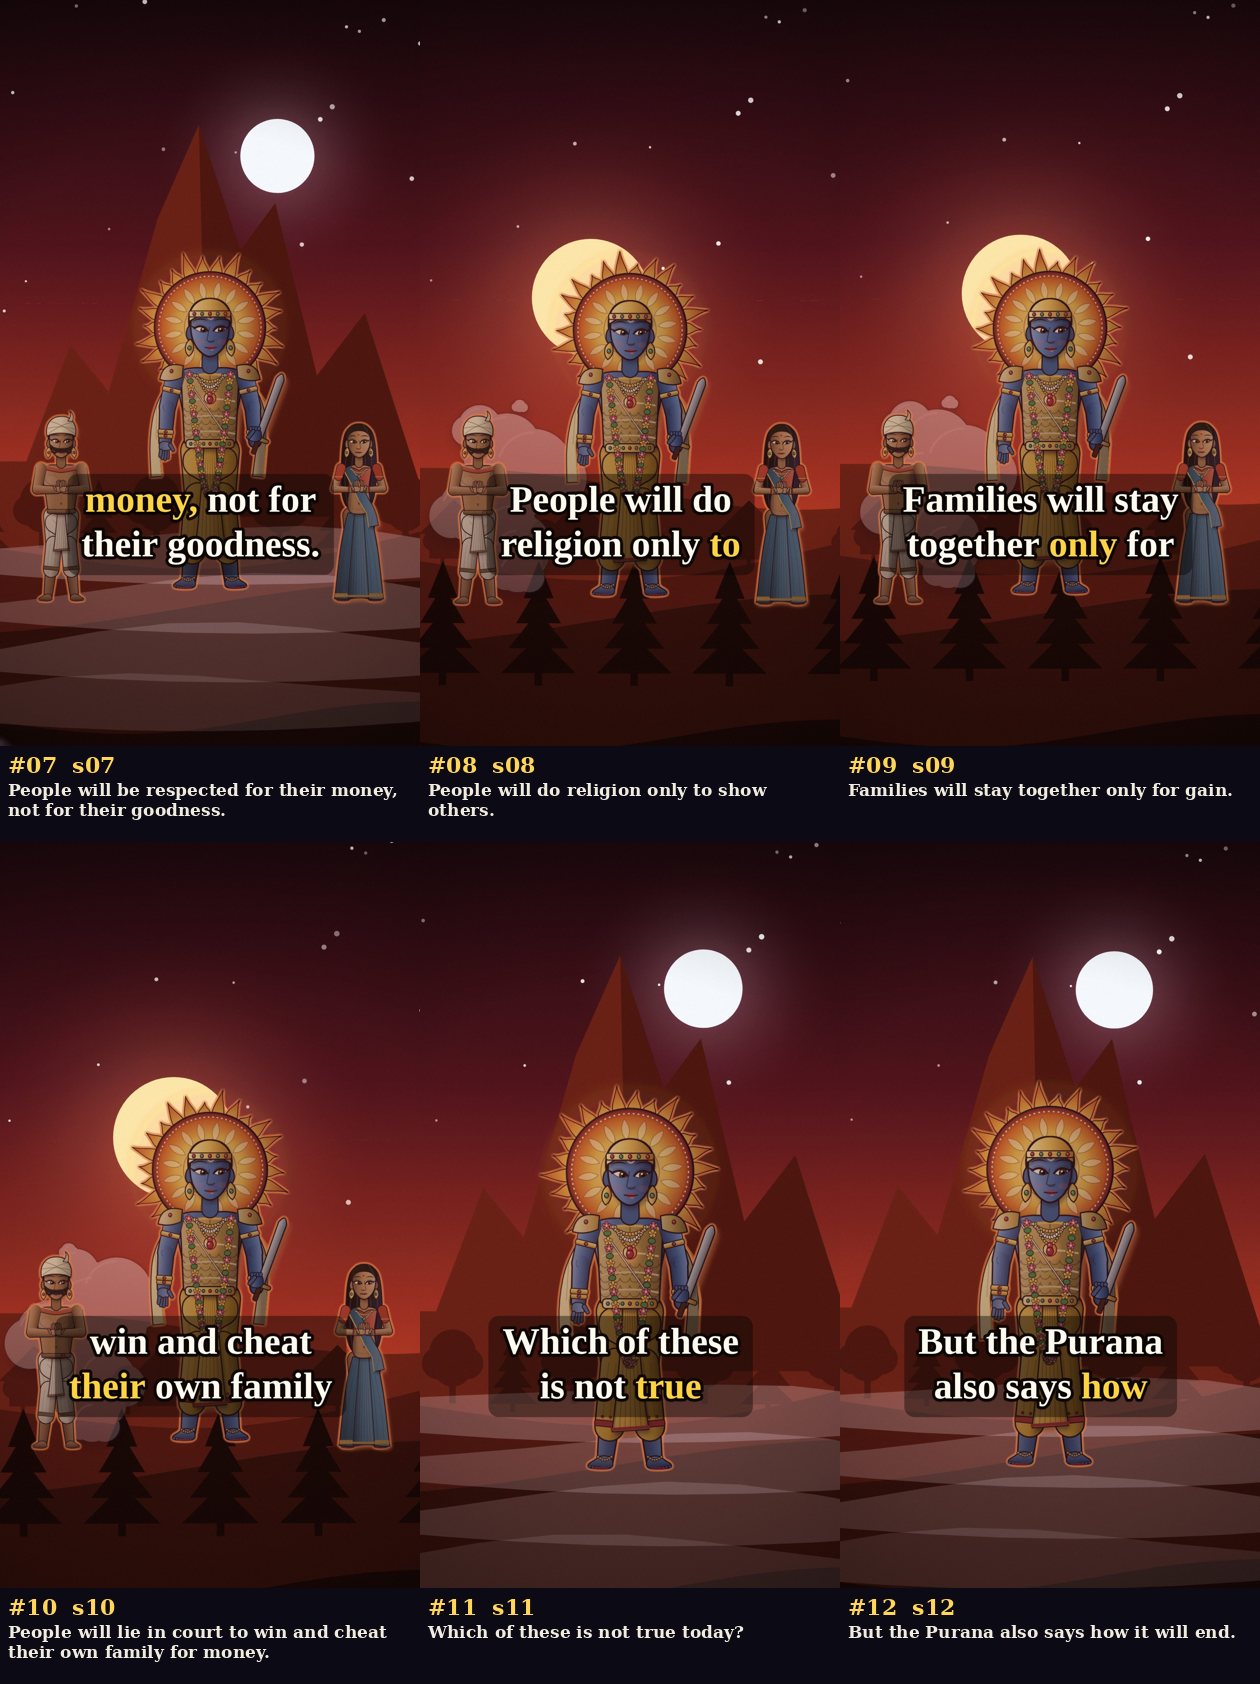 money, not for
their goodness.
People will do
religion only to
Families will stay
together only for
#07 s07
People will be respected for their money,
not for their goodness.
#08 s08
People will do religion only to show
others.
#09 s09
Families will stay together only for gain.
win and cheat
their own family
Which of these
is not true
But the Purana
also says how
#10 s10
People will lie in court to win and cheat
their own family for money.
#11 s11
Which of these is not true today?
#12 s12
But the Purana also says how it will end.